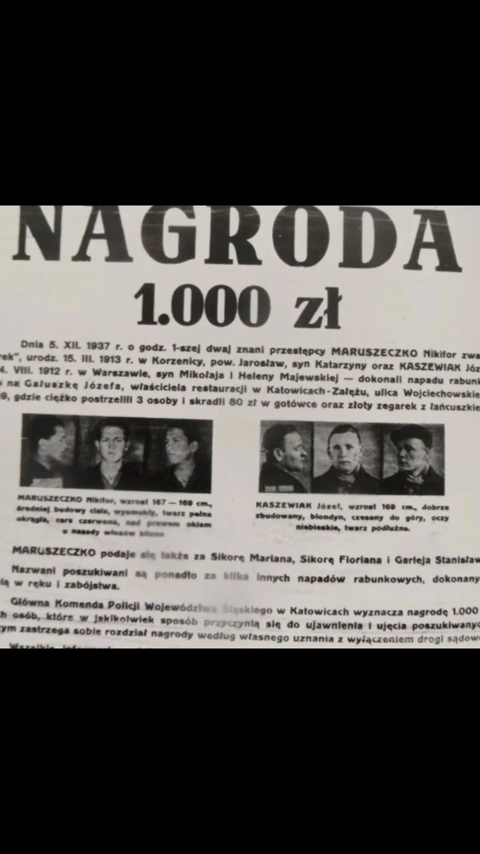 NAGRODA
1.000 zł
Dnia 5. XII. 1937 r. o godz. 1-szej dwaj znani przestępcy MARUSZECZKO Nikifor zwa
rek", urodz. 15. III. 1913 r. w Korzenicy, pow. Jarosław, syn Katarzyny oraz KASZEWIAK Józ
4. VIII. 1912 r. w Warszawie, syn Mikołaja i Heleny Majewskiej — dokonali napadu rabun
na Gałuszkę Józefa, właściciela restauracji w Katowicach-Załężu, ulica Wojciechowskie
9, gdzie ciężko postrzelili 3 osoby i skradli 80 zł w gotówce oraz złoty zegarek z łańcuszkie
MARUSZECZKO Nikifor, wzrost 167 — 169 cm.,
średniej budowy ciała, wysmukły, twarz pełna
okrągła, cera czerwona, nad prawem okiem
u nasady włosów blizna
KASZEWIAK Józef, wzrost 169 cm., dobrze
zbudowany, blondyn, czesany do góry, oczy
niebieskie, twarz podłużna.
MARUSZECZKO podaje się także za Sikorę Mariana, Sikorę Floriana i Garleja Stanisław
Nazwani poszukiwani są ponadto za kilka innych napadów rabunkowych, dokonany
ią w ręku i zabójstwa.
Główna Komenda Policji Województwa Śląskiego w Katowicach wyznacza nagrodę 1.000
h osób, które w jakikolwiek sposób przyczynią się do ujawnienia i ujęcia poszukiwany
ym zastrzega sobie rozdział nagrody według własnego uznania z wyłączeniem drogi sądow